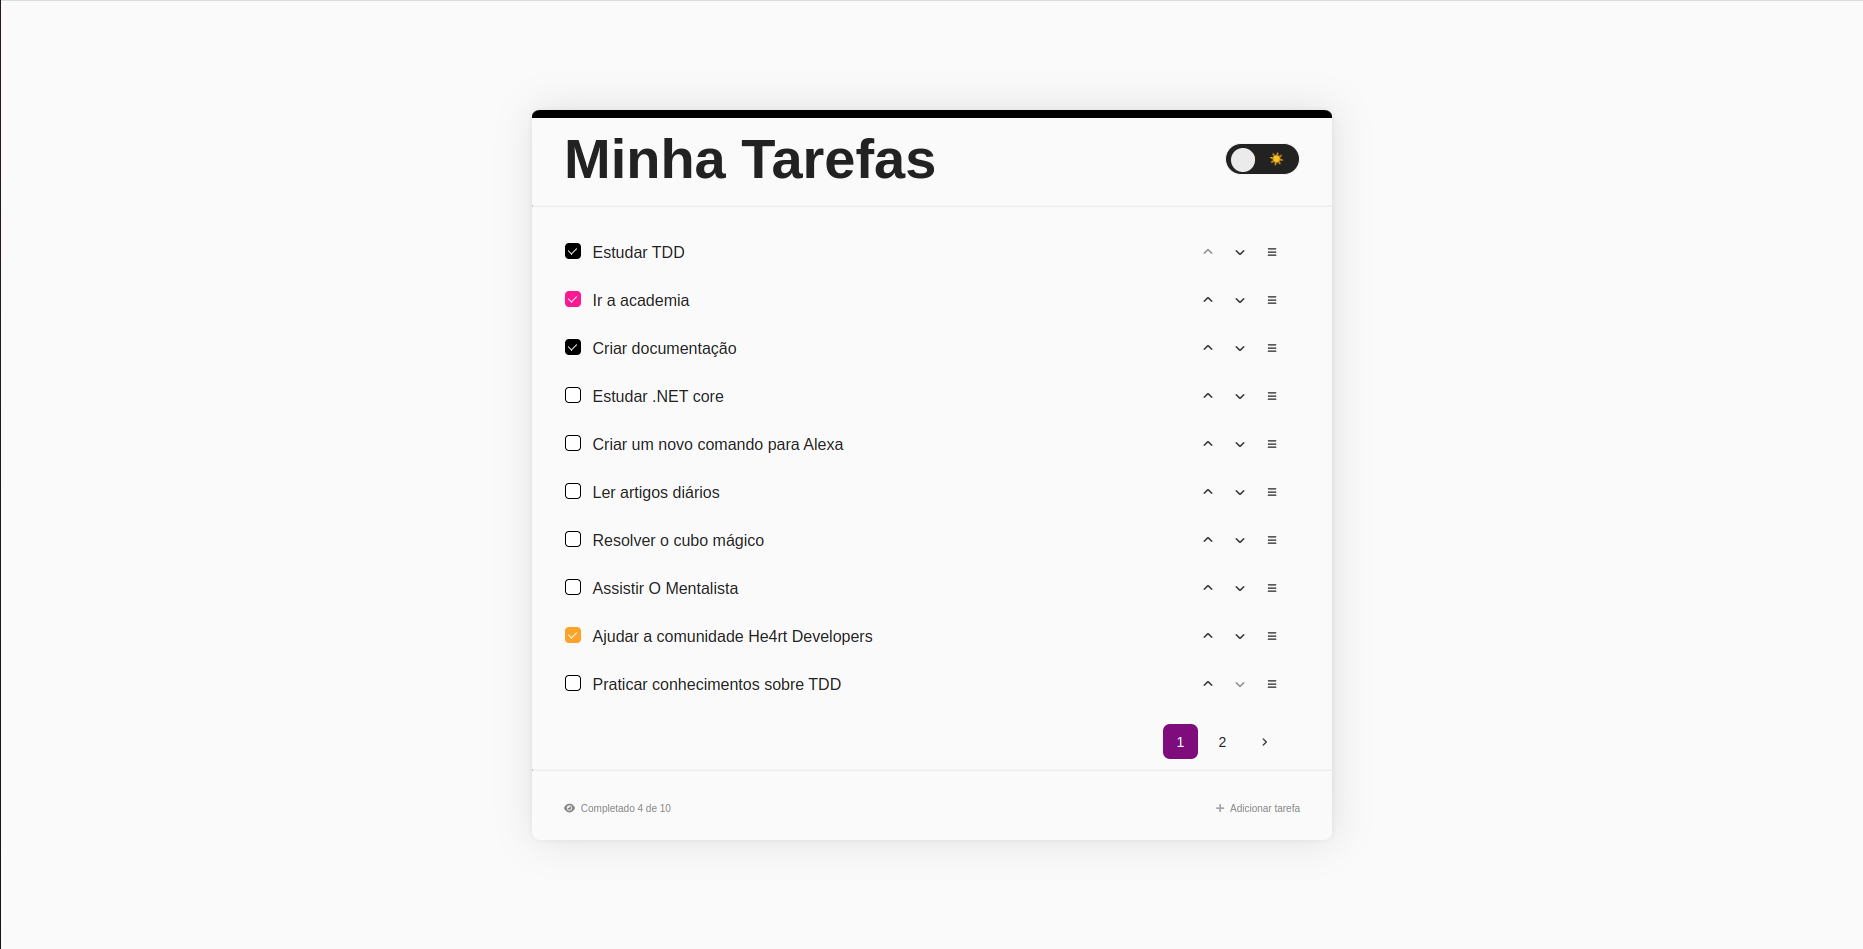 Minha Tarefas
Estudar TDD
Ir a academia
Criar documentação
Estudar .NET core
Criar um novo comando para Alexa
Ler artigos diários
Resolver o cubo mágico
Assistir O Mentalista
Ajudar a comunidade He4rt Developers
Praticar conhecimentos sobre TDD
1 2
Completado 4 de 10 Adicionar tarefa